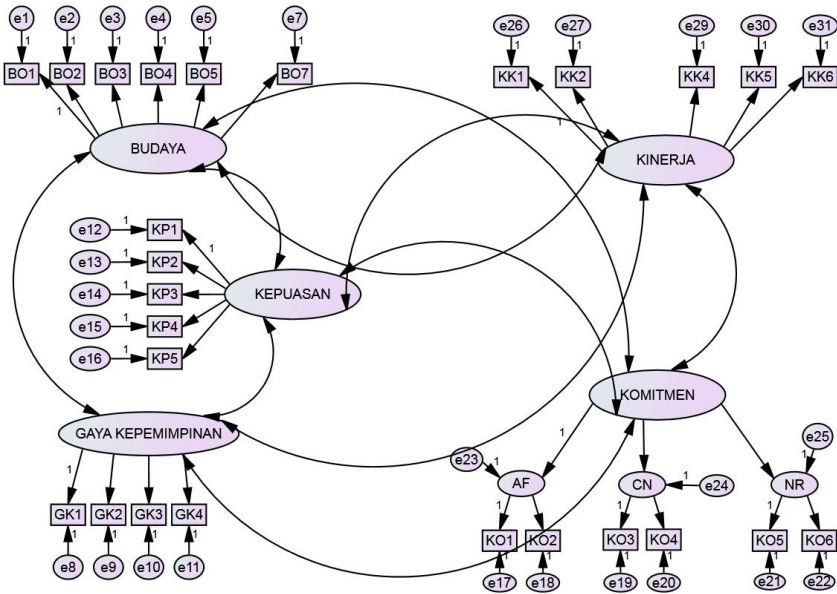 e1 e2 e3 e4 e5 e7
1 1 1 1 1 1
BO1 BO2 BO3 BO4 BO5 BO7
1
BUDAYA
e26 e27 e29 e30 e31
1 1 1 1 1
KK1 KK2 KK4 KK5 KK6
1
KINERJA
e12 1 KP1
1
e13 1 KP2
e14 1 KP3
e15 1 KP4
e16 1 KP5
KEPUASAN
KOMITMEN
GAYA KEPEMIMPINAN
1
GK1 GK2 GK3 GK4
1 1 1 1
e8 e9 e10 e11
e23 1 AF
1
CN 1 e24
e25
1
NR
1 1 1
KO1 KO2 KO3 KO4 KO5 KO6
1 1 1 1 1 1
e17 e18 e19 e20 e21 e22